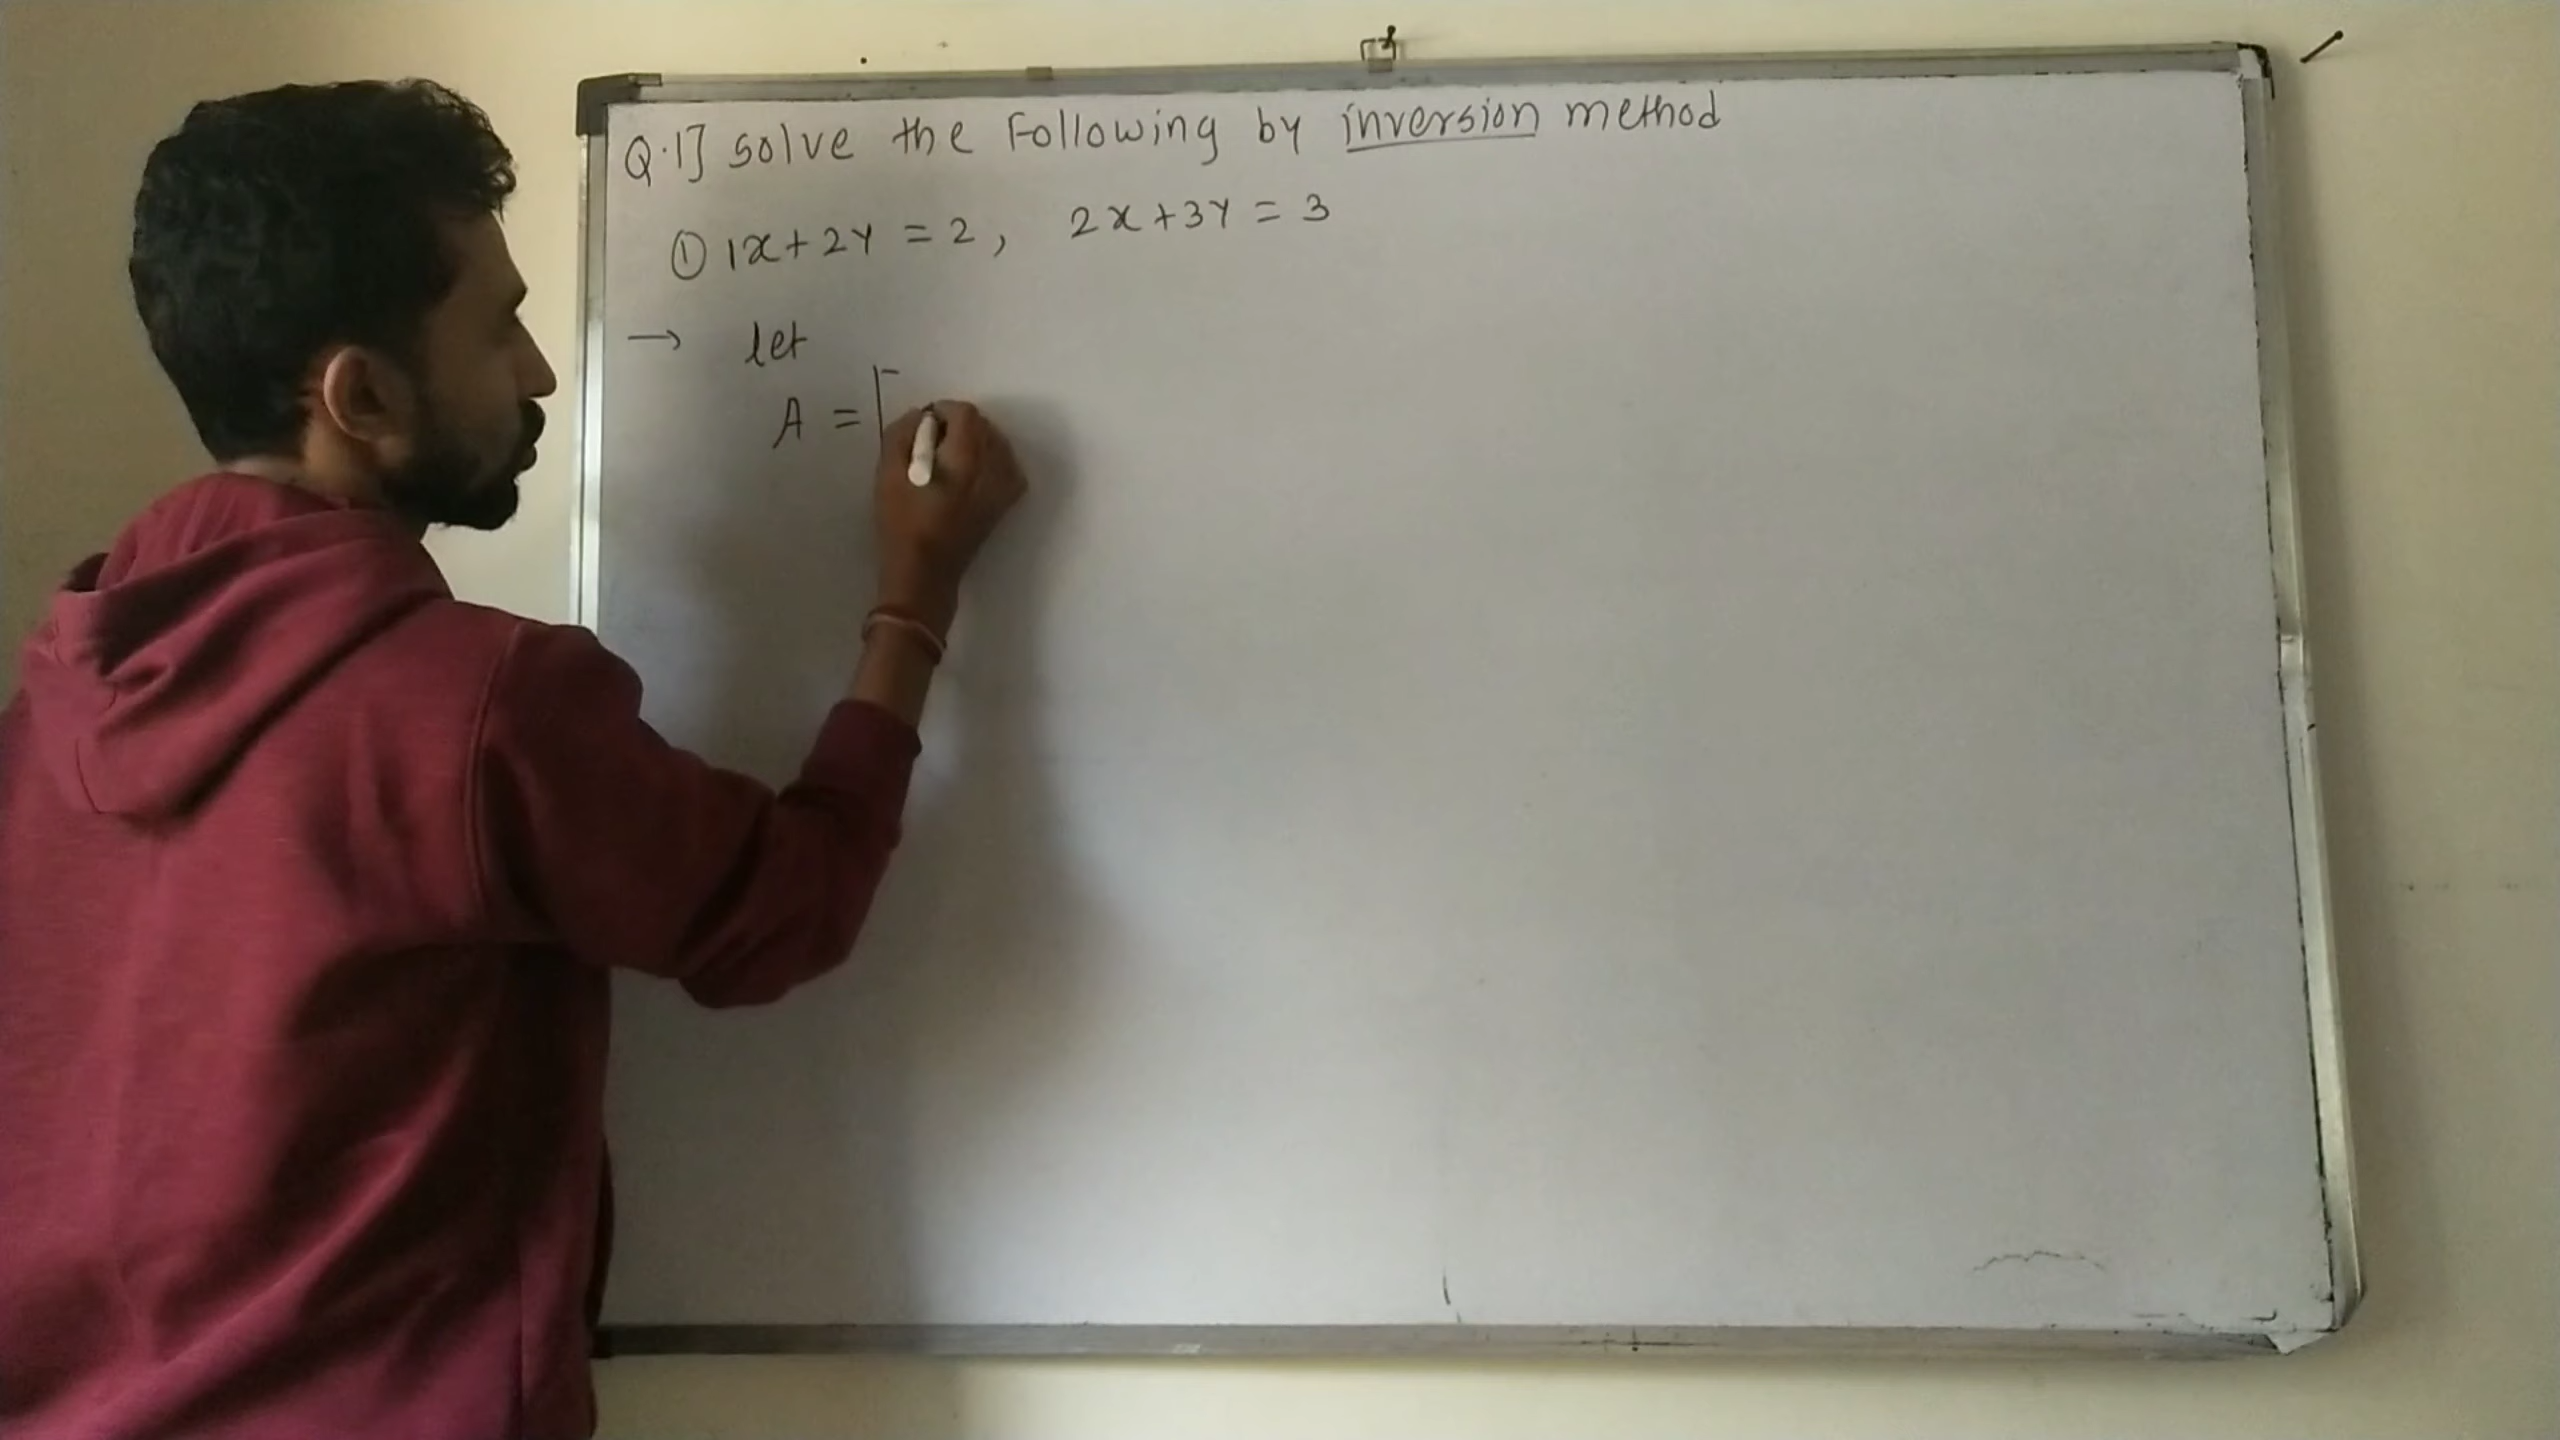 Q.1] solve the Following by inversion method
① 1x+2y = 2, 2x+3y = 3
→ let
A = [